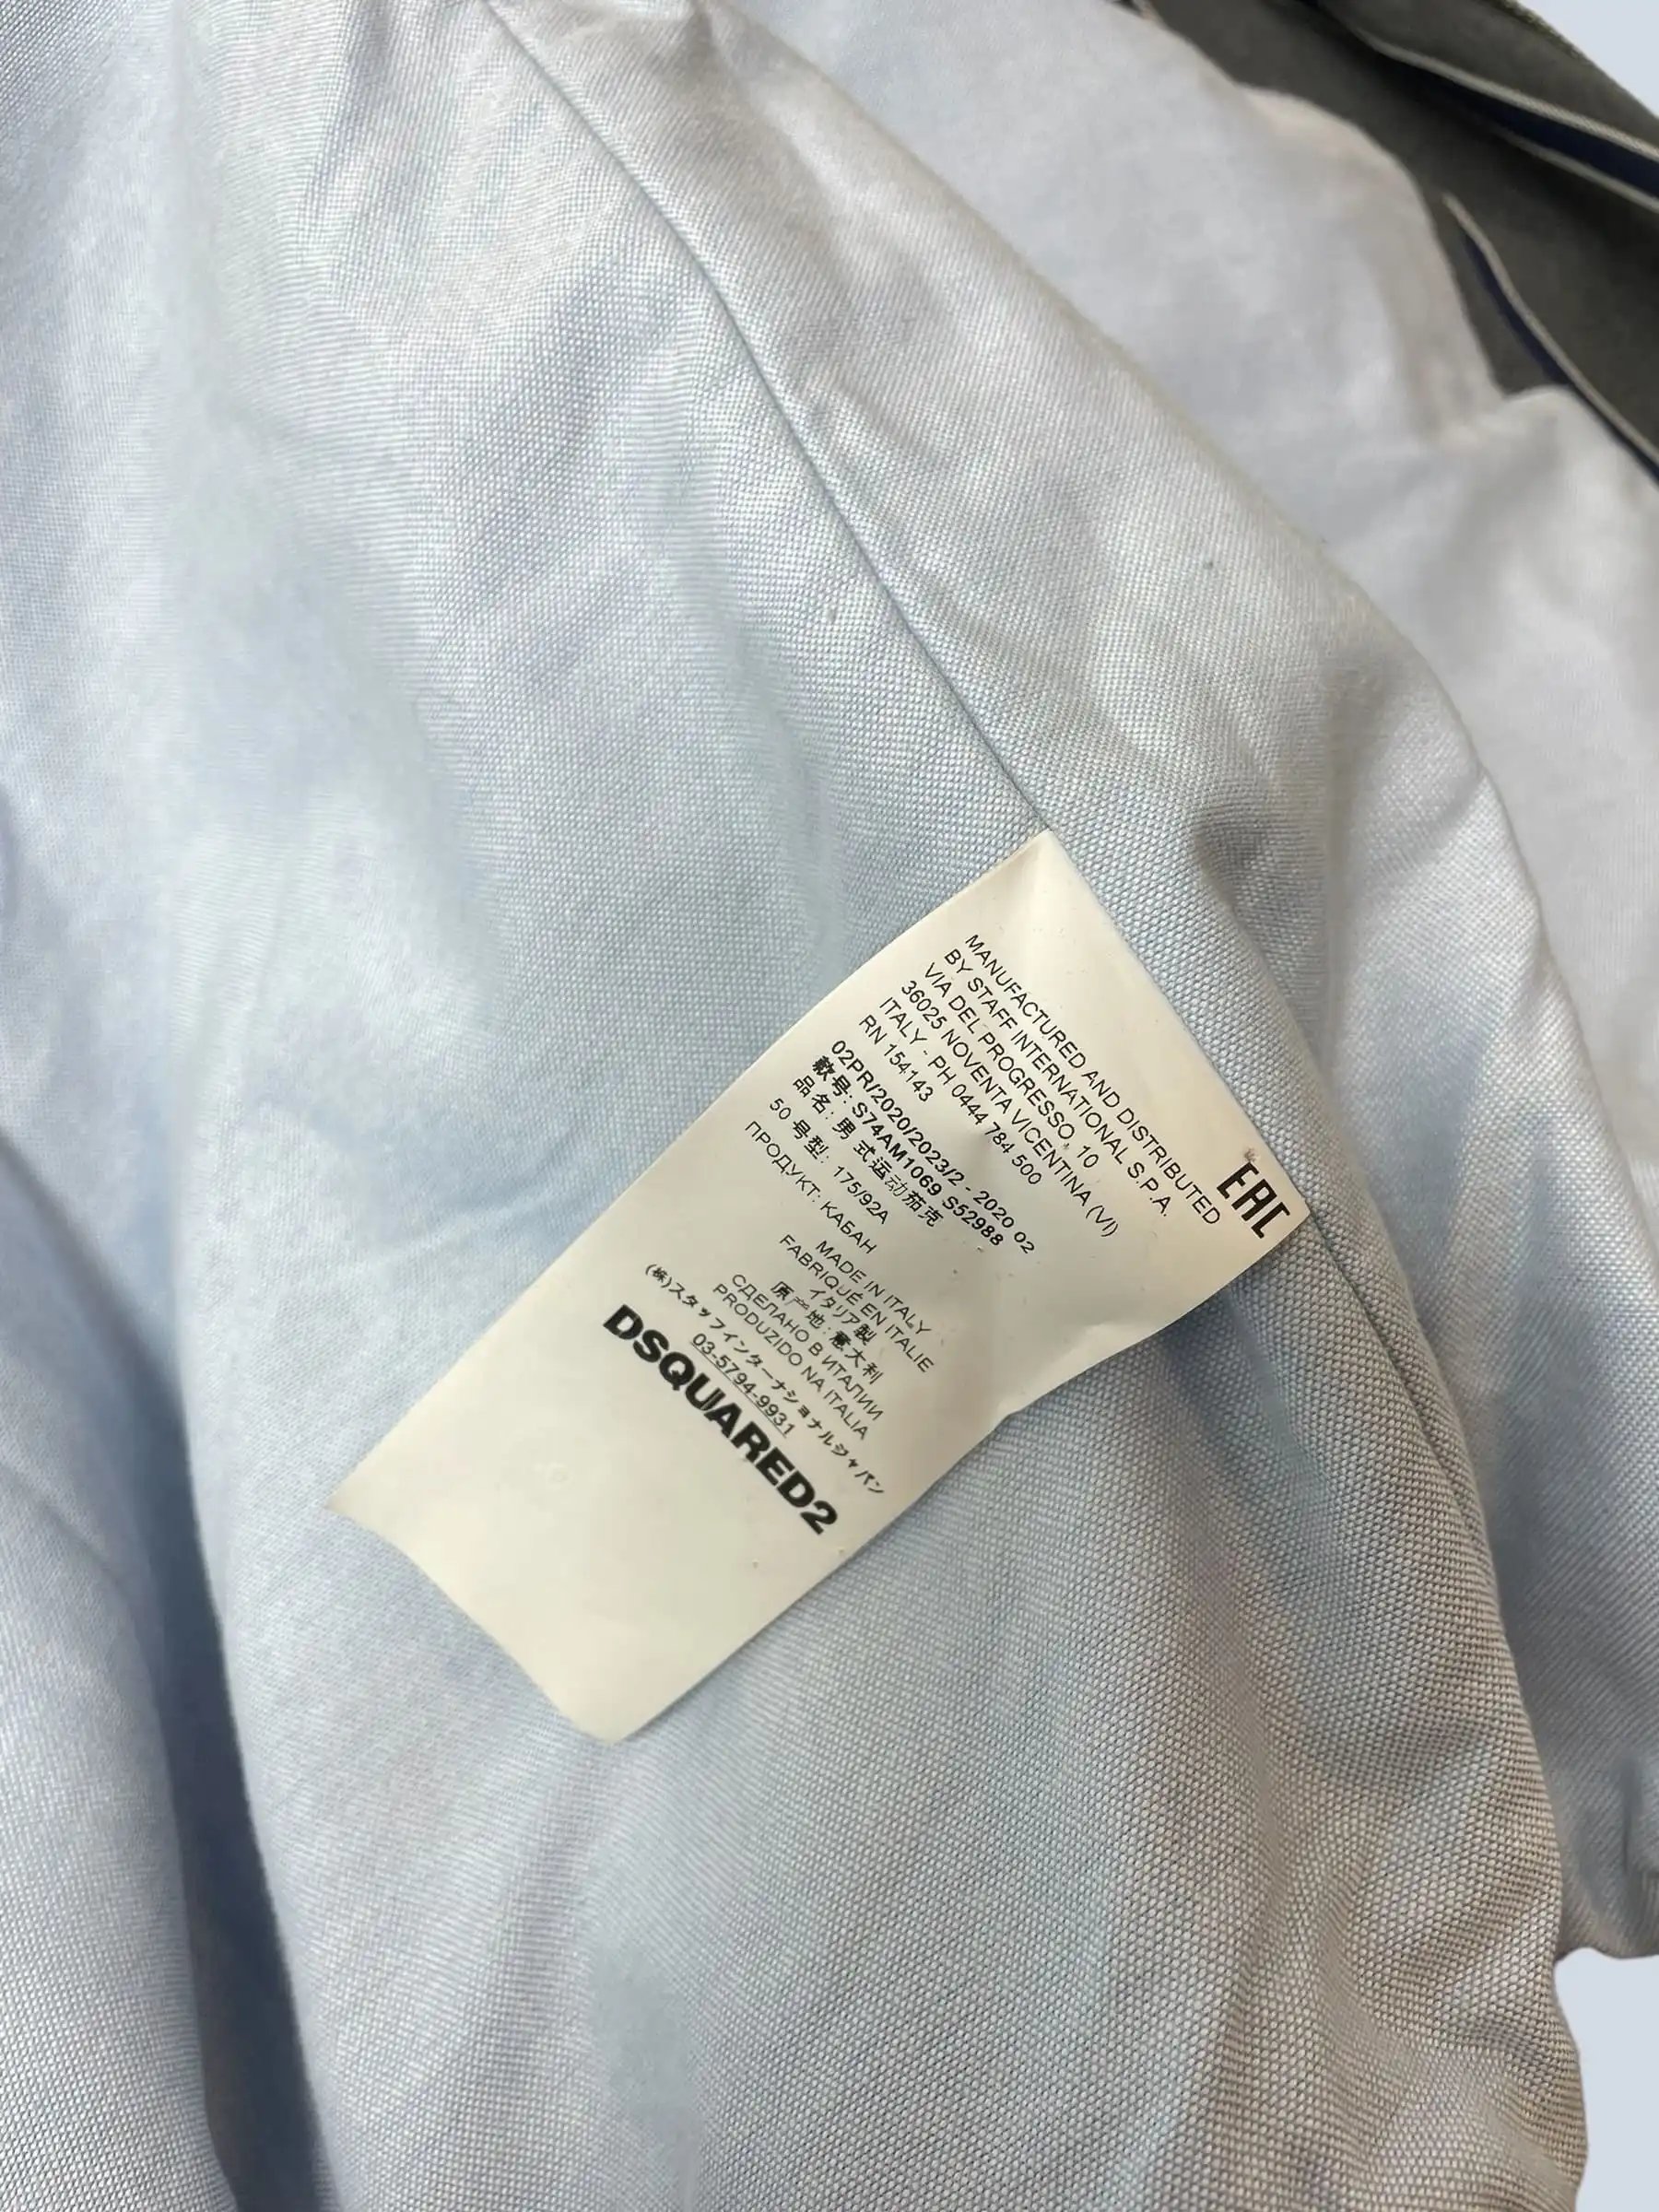 EAC
MANUFACTURED AND DISTRIBUTED
BY STAFF INTERNATIONAL S.P.A.
VIA DEL PROGRESSO, 10
36025 NOVENTA VICENTINA (VI)
ITALY - PH 0444 784 500
RN 154143
02PR/2020/2023/2 - 2020 02
款号: S74AM1069 S52988
品名: 男 式运动茄克
50 号型: 175/92A
ПРОДУКТ: КАБАН
MADE IN ITALY
FABRIQUÉ EN ITALIE
イタリア製
原产地: 意大利
СДЕЛАНО В ИТАЛИИ
PRODUZIDO NA ITALIA
(株)スタッフインターナショナルジャパン
03-5794-9931
DSQUARED2